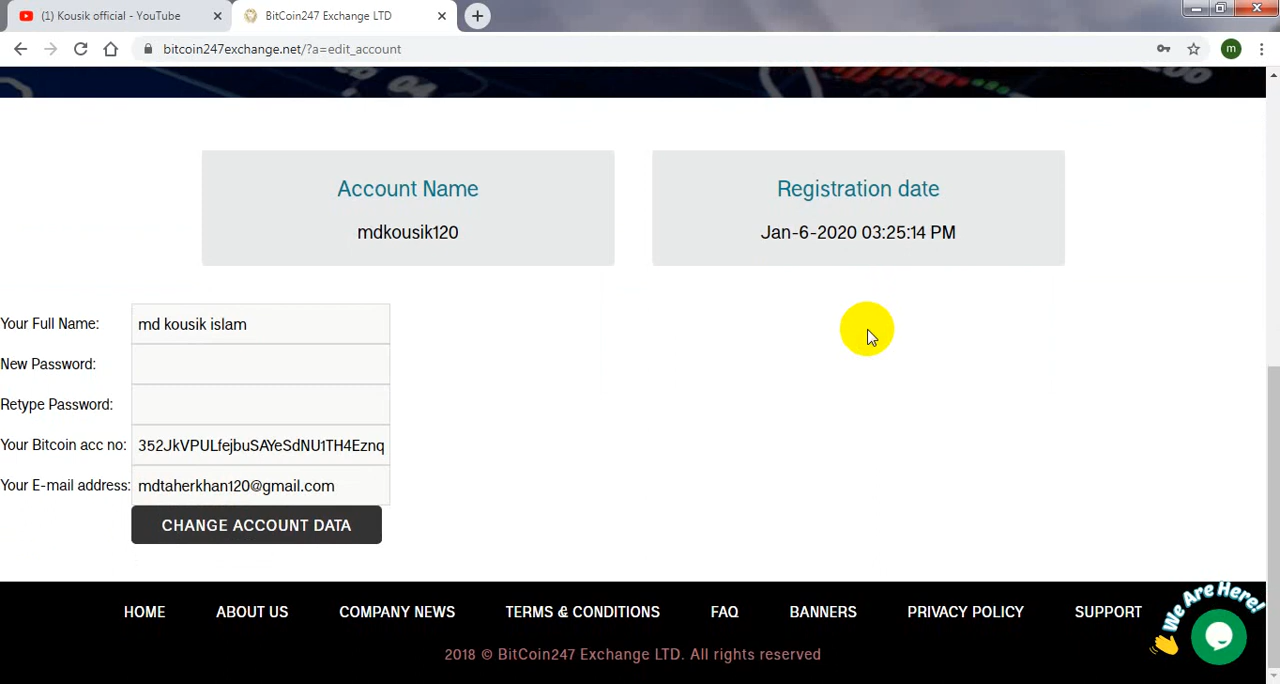 (1) Kousik official - YouTube
BitCoin247 Exchange LTD
bitcoin247exchange.net/?a=edit_account
m
Account Name
mdkousik120
Registration date
Jan-6-2020 03:25:14 PM
Your Full Name:
md kousik islam
New Password:
Retype Password:
Your Bitcoin acc no:
352JkVPULfejbuSAYeSdNU1TH4Eznq
Your E-mail address:
mdtaherkhan120@gmail.com
CHANGE ACCOUNT DATA
HOME
ABOUT US
COMPANY NEWS
TERMS & CONDITIONS
FAQ
BANNERS
PRIVACY POLICY
SUPPORT
We Are Here!
2018 © BitCoin247 Exchange LTD. All rights reserved